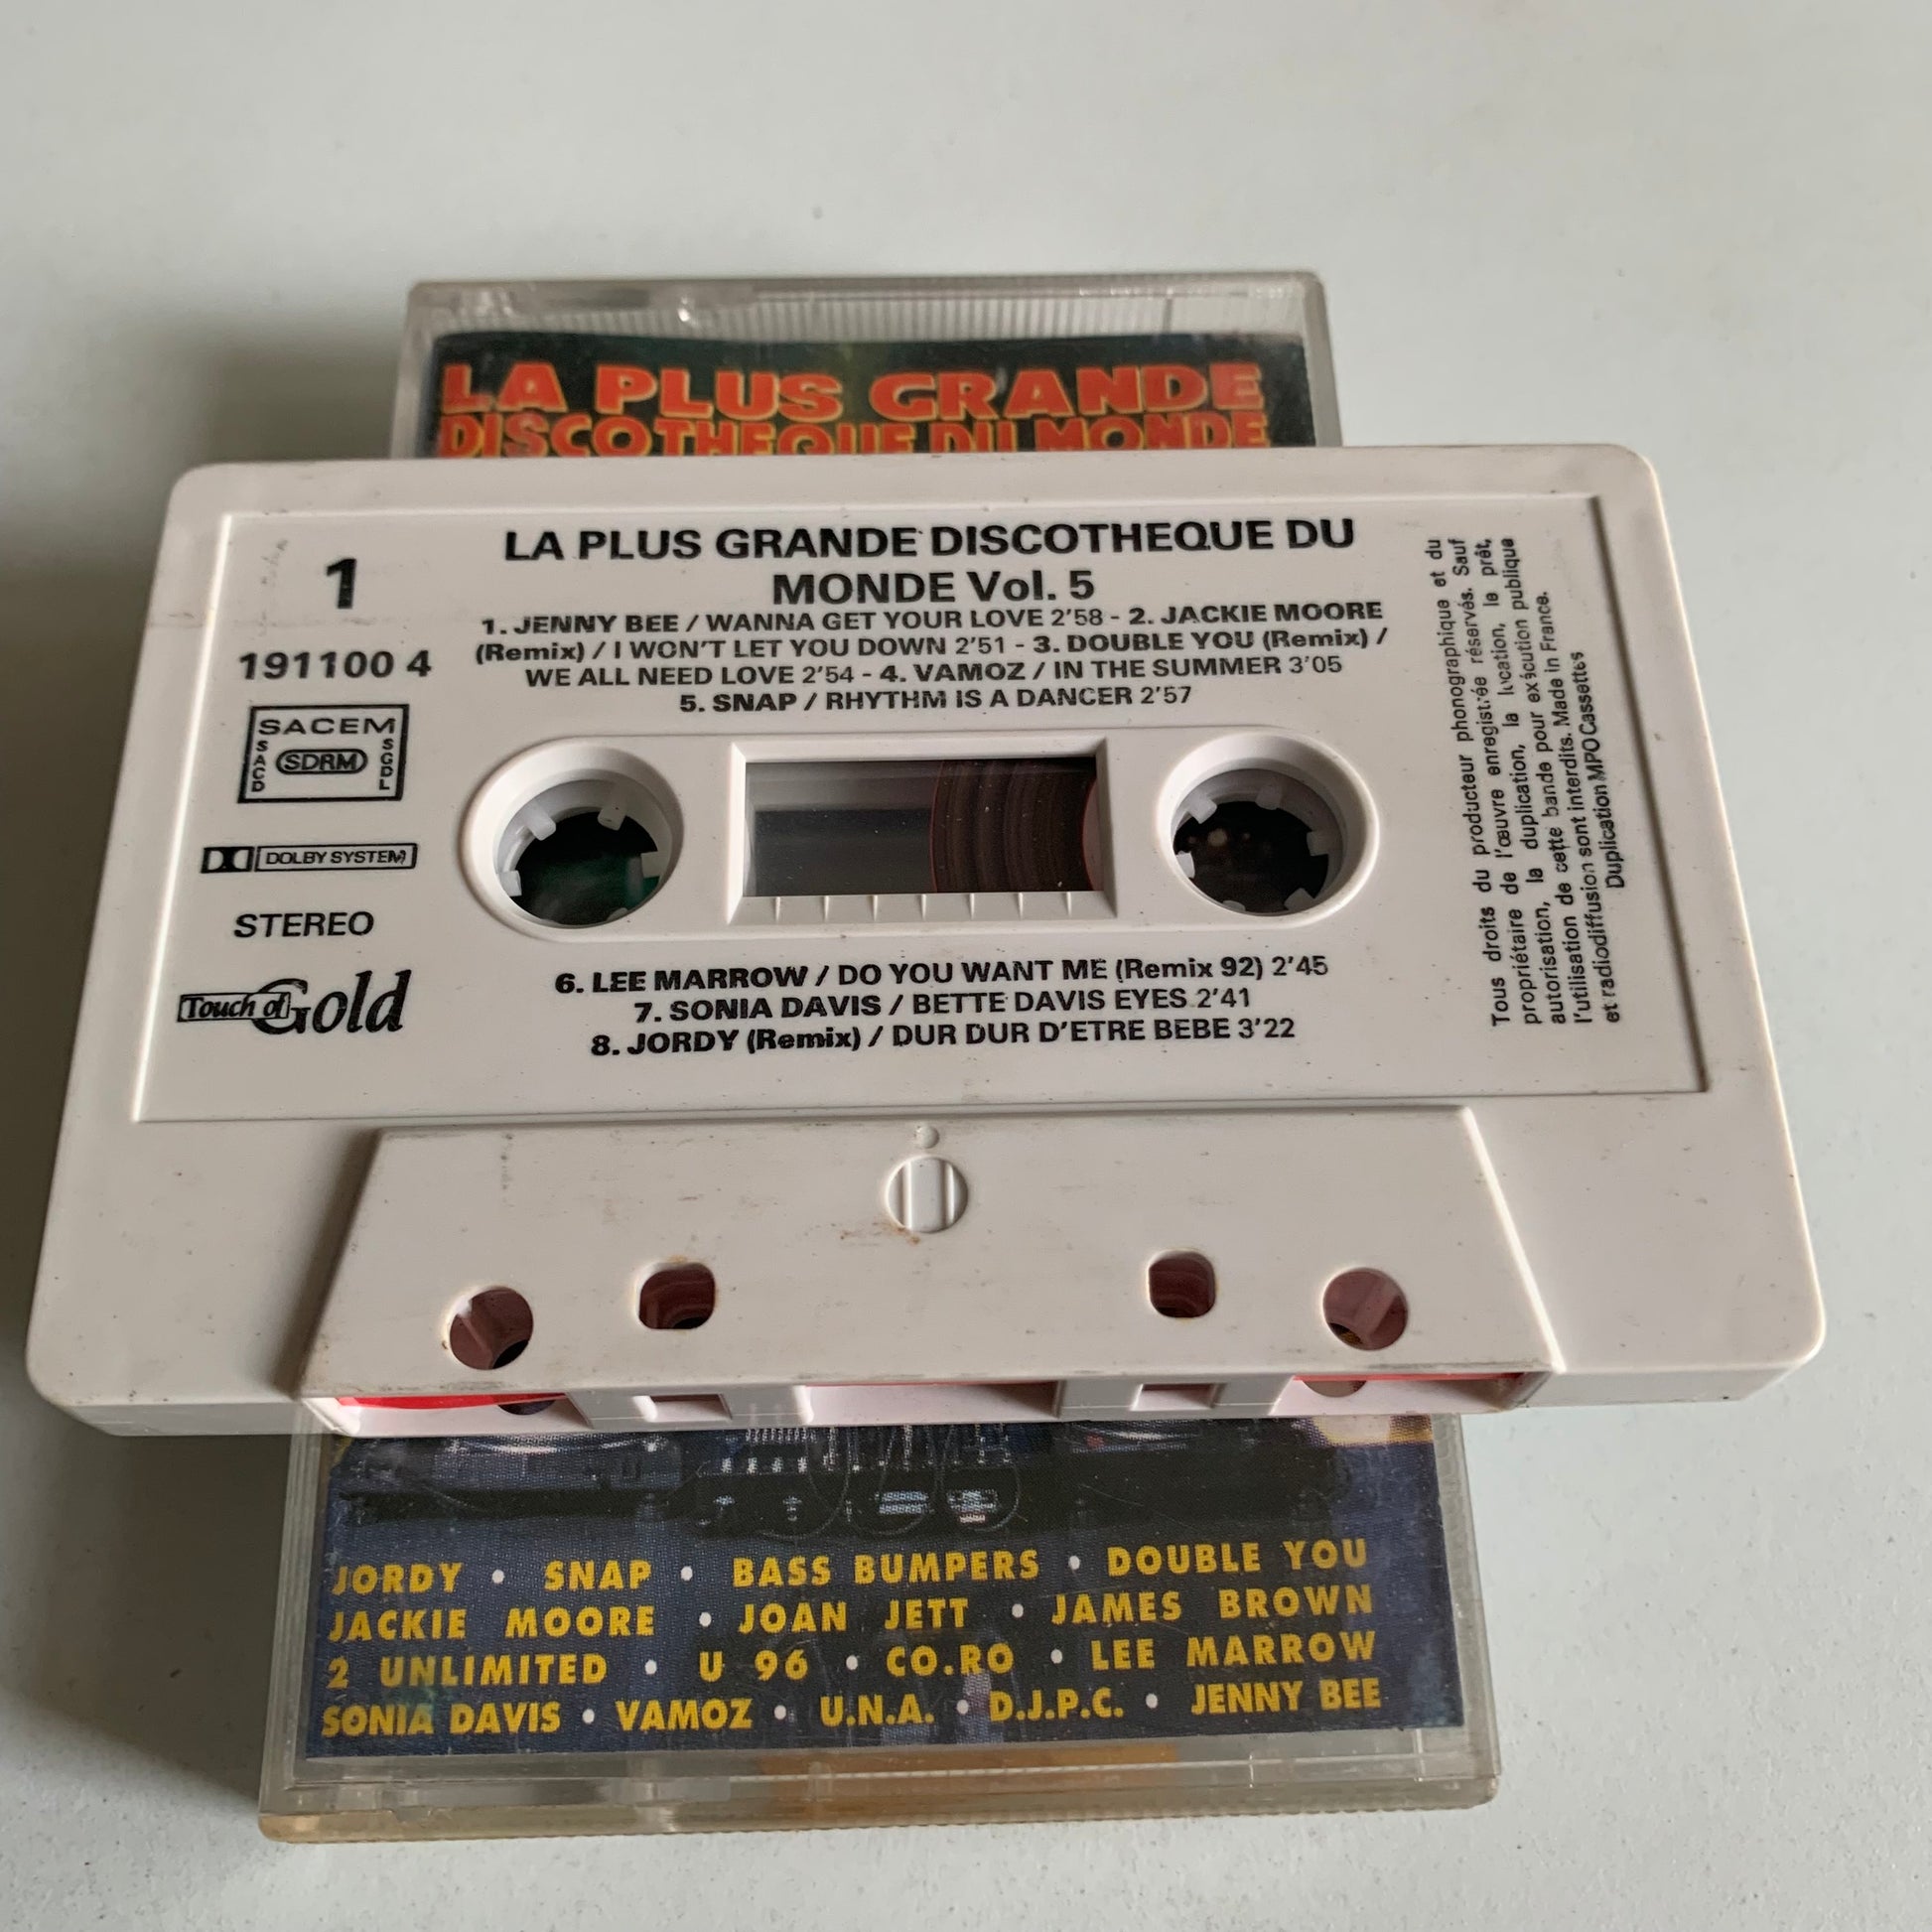 LA PLUS GRANDE
DISCOTHEQUE DU MONDE
LA PLUS GRANDE DISCOTHEQUE DU
MONDE Vol. 5
1
191100 4
SACEM
SACD
SDRM
SGDL
DOLBY SYSTEM
STEREO
Touch of Gold
1. JENNY BEE / WANNA GET YOUR LOVE 2'58 - 2. JACKIE MOORE
(Remix) / I WON'T LET YOU DOWN 2'51 - 3. DOUBLE YOU (Remix) /
WE ALL NEED LOVE 2'54 - 4. VAMOZ / IN THE SUMMER 3'05
5. SNAP / RHYTHM IS A DANCER 2'57
6. LEE MARROW / DO YOU WANT ME (Remix 92) 2'45
7. SONIA DAVIS / BETTE DAVIS EYES 2'41
8. JORDY (Remix) / DUR DUR D'ETRE BEBE 3'22
Tous droits du producteur phonographique et du
propriétaire de l'œuvre enregistrée réservés. Sauf
autorisation, la duplication, la location, le prêt,
l'utilisation de cette bande pour exécution publique
et radiodiffusion sont interdits. Made in France.
Duplication MPO Cassettes
JORDY • SNAP • BASS BUMPERS • DOUBLE YOU
JACKIE MOORE • JOAN JETT • JAMES BROWN
2 UNLIMITED • U 96 • CO.RO • LEE MARROW
SONIA DAVIS • VAMOZ • U.N.A. • D.J.P.C. • JENNY BEE